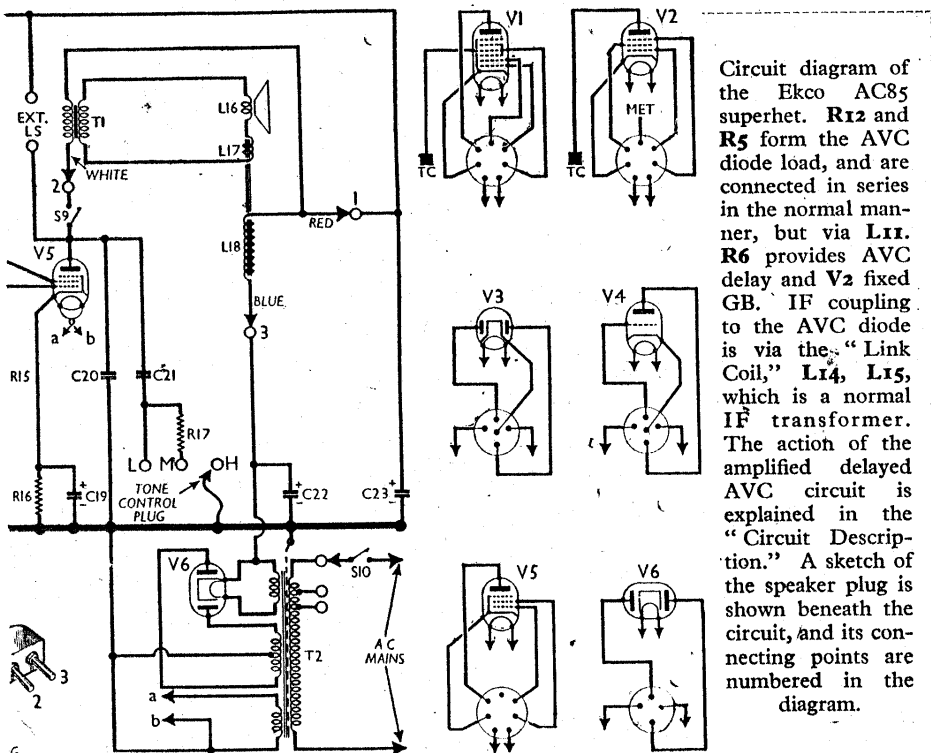 EXT.
LS
T1
WHITE
2
S9
V5
a
b
R15
C20
C21
R17
L
M
H
TONE
CONTROL
PLUG
R16
+
-
C19
L16
L17
L18
RED
1
BLUE
3
+
-
C22
C23
+
-
V6
S10
T2
A C
MAINS
a
b
3
2
V1
TC
V2
MET
TC
V3
V4
V5
V6
Circuit diagram of
the Ekco AC85
superhet. R12 and
R5 form the AVC
diode load, and are
connected in series
in the normal man-
ner, but via L11.
R6 provides AVC
delay and V2 fixed
GB. IF coupling
to the AVC diode
is via the "Link
Coil," L14, L15,
which is a normal
IF transformer.
The action of the
amplified delayed
AVC circuit is
explained in the
"Circuit Descrip-
tion." A sketch of
the speaker plug is
shown beneath the
circuit, and its con-
necting points are
numbered in the
diagram.